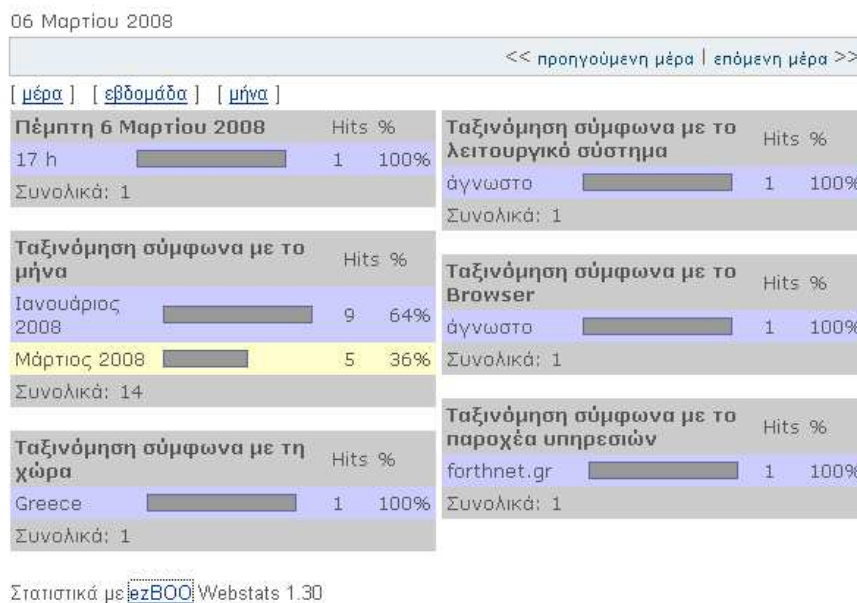 06 Μαρτίου 2008
<< προηγούμενη μέρα | επόμενη μέρα >>
[ μέρα ] [ εβδομάδα ] [ μήνα ]
Πέμπτη 6 Μαρτίου 2008 Hits %
17 h 1 100%
Συνολικά: 1
Ταξινόμηση σύμφωνα με το
μήνα Hits %
Ιανουάριος
2008 9 64%
Μάρτιος 2008 5 36%
Συνολικά: 14
Ταξινόμηση σύμφωνα με τη
χώρα Hits %
Greece 1 100%
Συνολικά: 1
Ταξινόμηση σύμφωνα με το
λειτουργικό σύστημα Hits %
άγνωστο 1 100%
Συνολικά: 1
Ταξινόμηση σύμφωνα με το
Browser Hits %
άγνωστο 1 100%
Συνολικά: 1
Ταξινόμηση σύμφωνα με το
παροχέα υπηρεσιών Hits %
forthnet.gr 1 100%
Συνολικά: 1
Στατιστικά με ezBOO Webstats 1.30